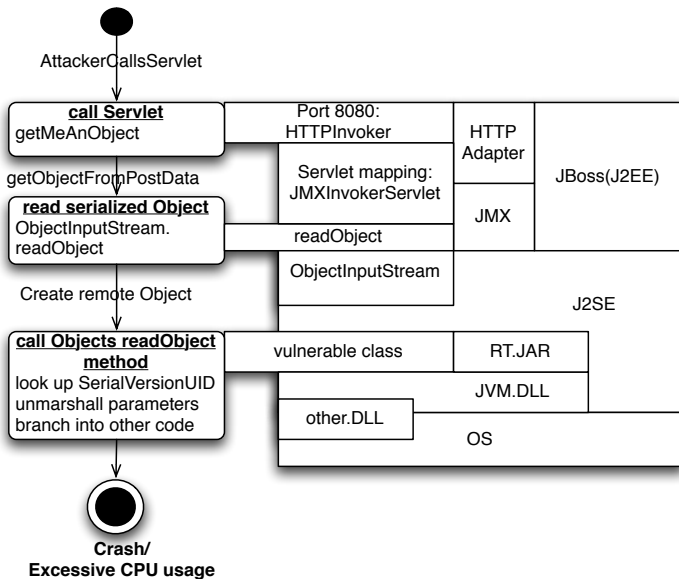 AttackerCallsServlet
call Servlet
getMeAnObject
Port 8080:
HTTPInvoker
HTTP
Adapter
JBoss(J2EE)
Servlet mapping:
JMXInvokerServlet
getObjectFromPostData
read serialized Object
ObjectInputStream.
readObject
readObject
JMX
ObjectInputStream
Create remote Object
J2SE
call Objects readObject
method
look up SerialVersionUID
unmarshall parameters
branch into other code
vulnerable class
RT.JAR
JVM.DLL
other.DLL
OS
Crash/
Excessive CPU usage